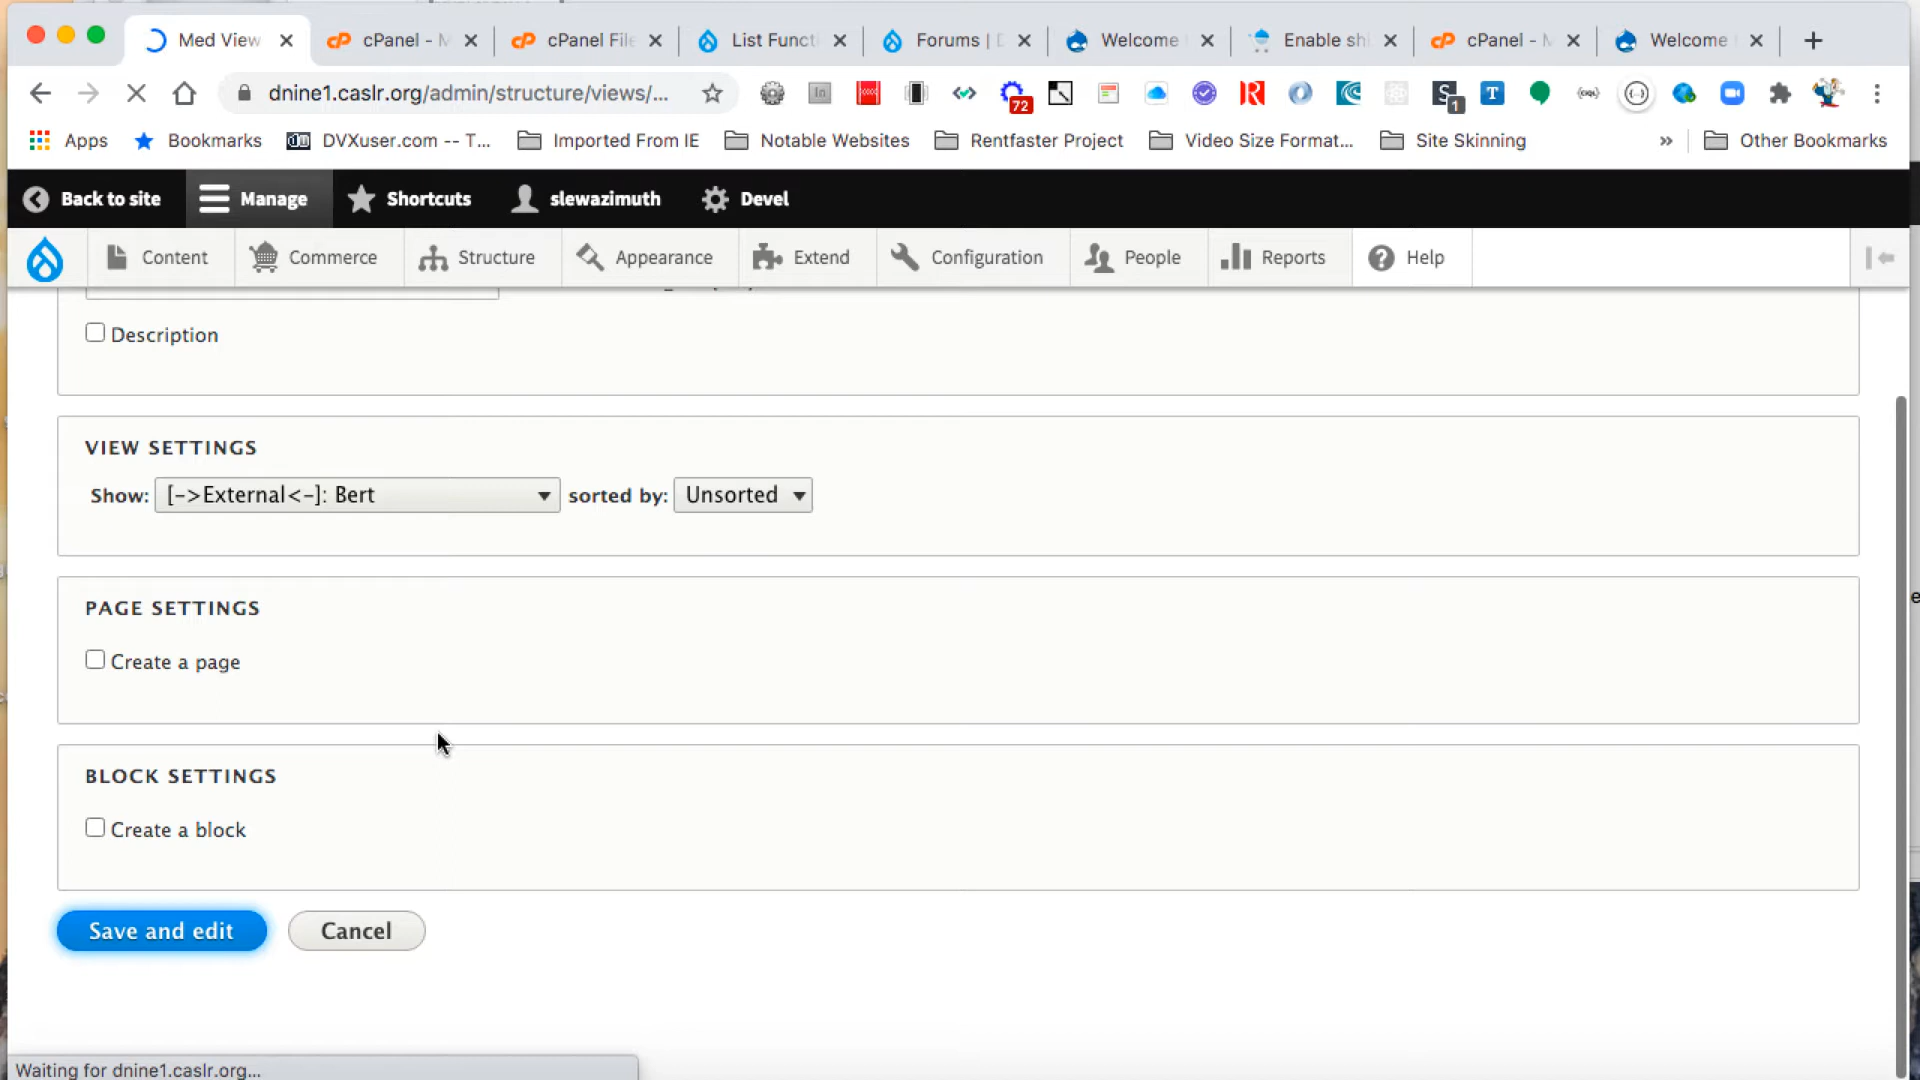 Med View
cPanel - M
cPanel File
List Functi
Forums | D
Welcome
Enable shi
cPanel - M
Welcome
dnine1.caslr.org/admin/structure/views/...
72
1
Apps
Bookmarks
DVXuser.com -- T...
Imported From IE
Notable Websites
Rentfaster Project
Video Size Format...
Site Skinning
»
Other Bookmarks
Back to site
Manage
Shortcuts
slewazimuth
Devel
Content
Commerce
Structure
Appearance
Extend
Configuration
People
Reports
Help
Description
VIEW SETTINGS
Show: [->External<-]: Bert sorted by: Unsorted
PAGE SETTINGS
Create a page
BLOCK SETTINGS
Create a block
Save and edit
Cancel
Waiting for dnine1.caslr.org...